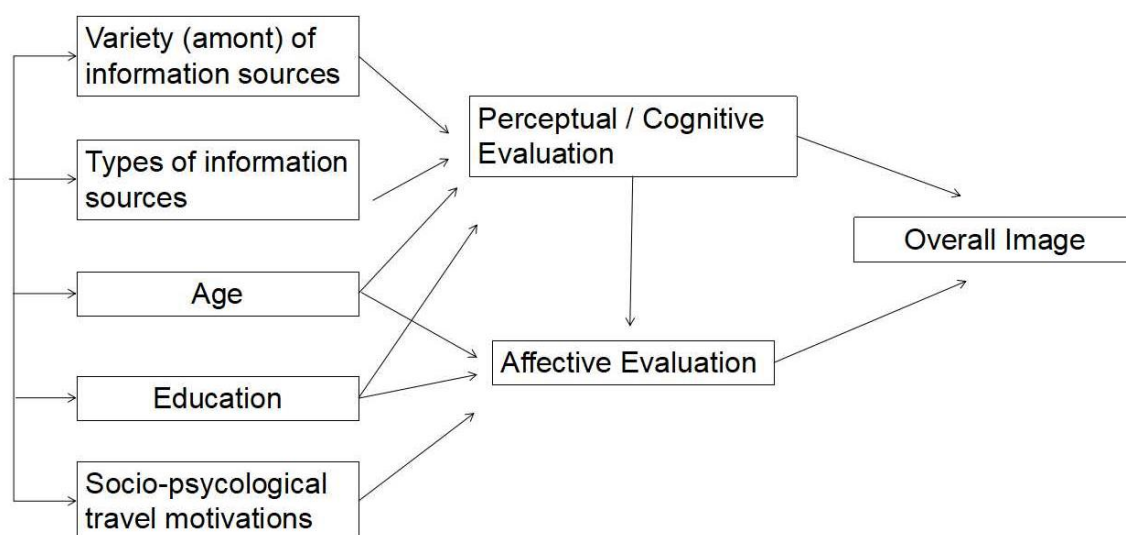 Variety (amont) of
information sources
Types of information
sources
Age
Education
Socio-psycological
travel motivations
Perceptual / Cognitive
Evaluation
Affective Evaluation
Overall Image